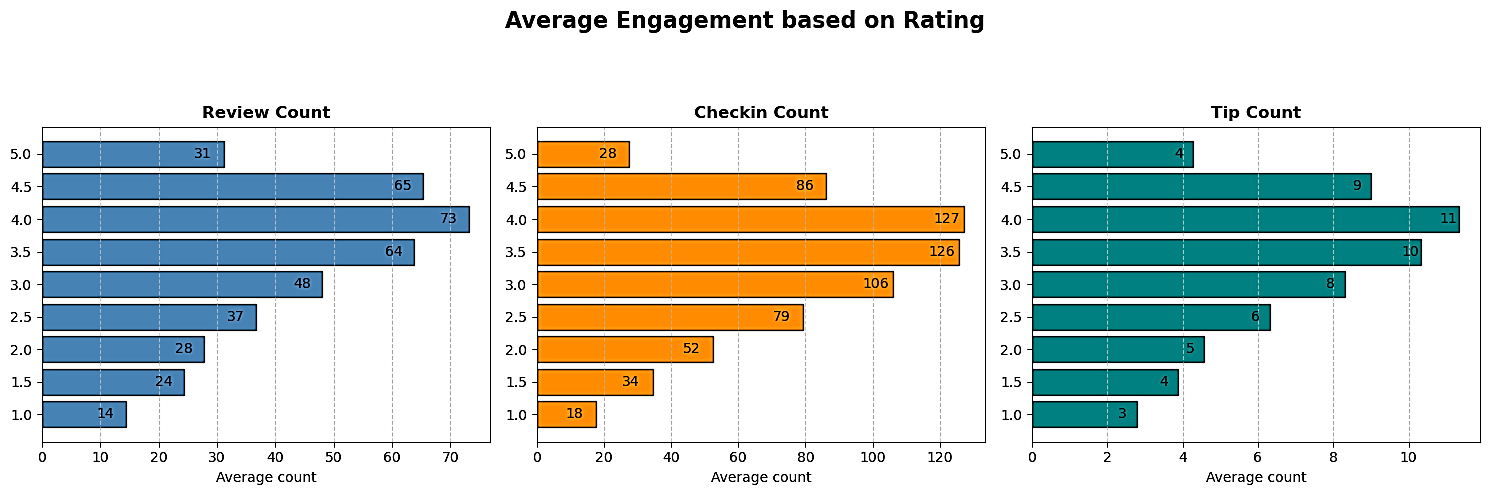 Average Engagement based on Rating
Review Count
5.0 31
4.5 65
4.0 73
3.5 64
3.0 48
2.5 37
2.0 28
1.5 24
1.0 14
0 10 20 30 40 50 60 70
Average count
Checkin Count
5.0 28
4.5 86
4.0 127
3.5 126
3.0 106
2.5 79
2.0 52
1.5 34
1.0 18
0 20 40 60 80 100 120
Average count
Tip Count
5.0 4
4.5 9
4.0 11
3.5 10
3.0 8
2.5 6
2.0 5
1.5 4
1.0 3
0 2 4 6 8 10
Average count